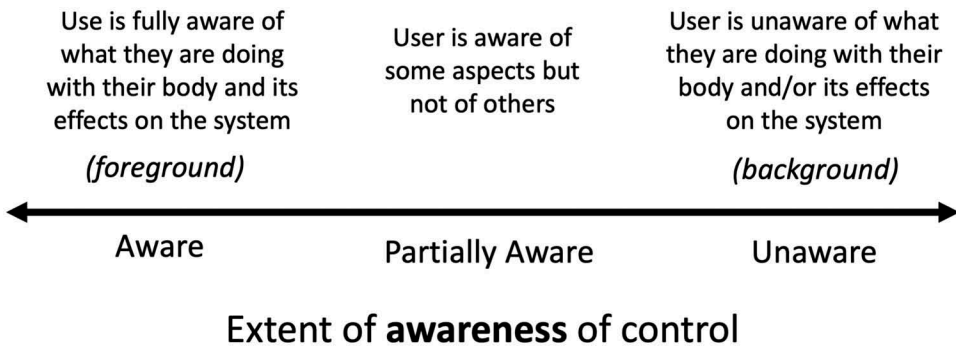 Use is fully aware of
what they are doing
with their body and its
effects on the system
(foreground)
User is aware of
some aspects but
not of others
User is unaware of what
they are doing with their
body and/or its effects
on the system
(background)
Aware
Partially Aware
Unaware
Extent of awareness of control